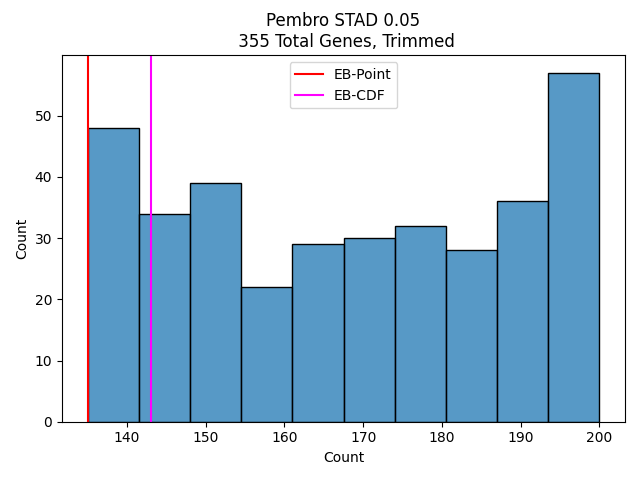 Pembro STAD 0.05
355 Total Genes, Trimmed
EB-Point
EB-CDF
Count
50
40
30
20
10
0
140 150 160 170 180 190 200
Count